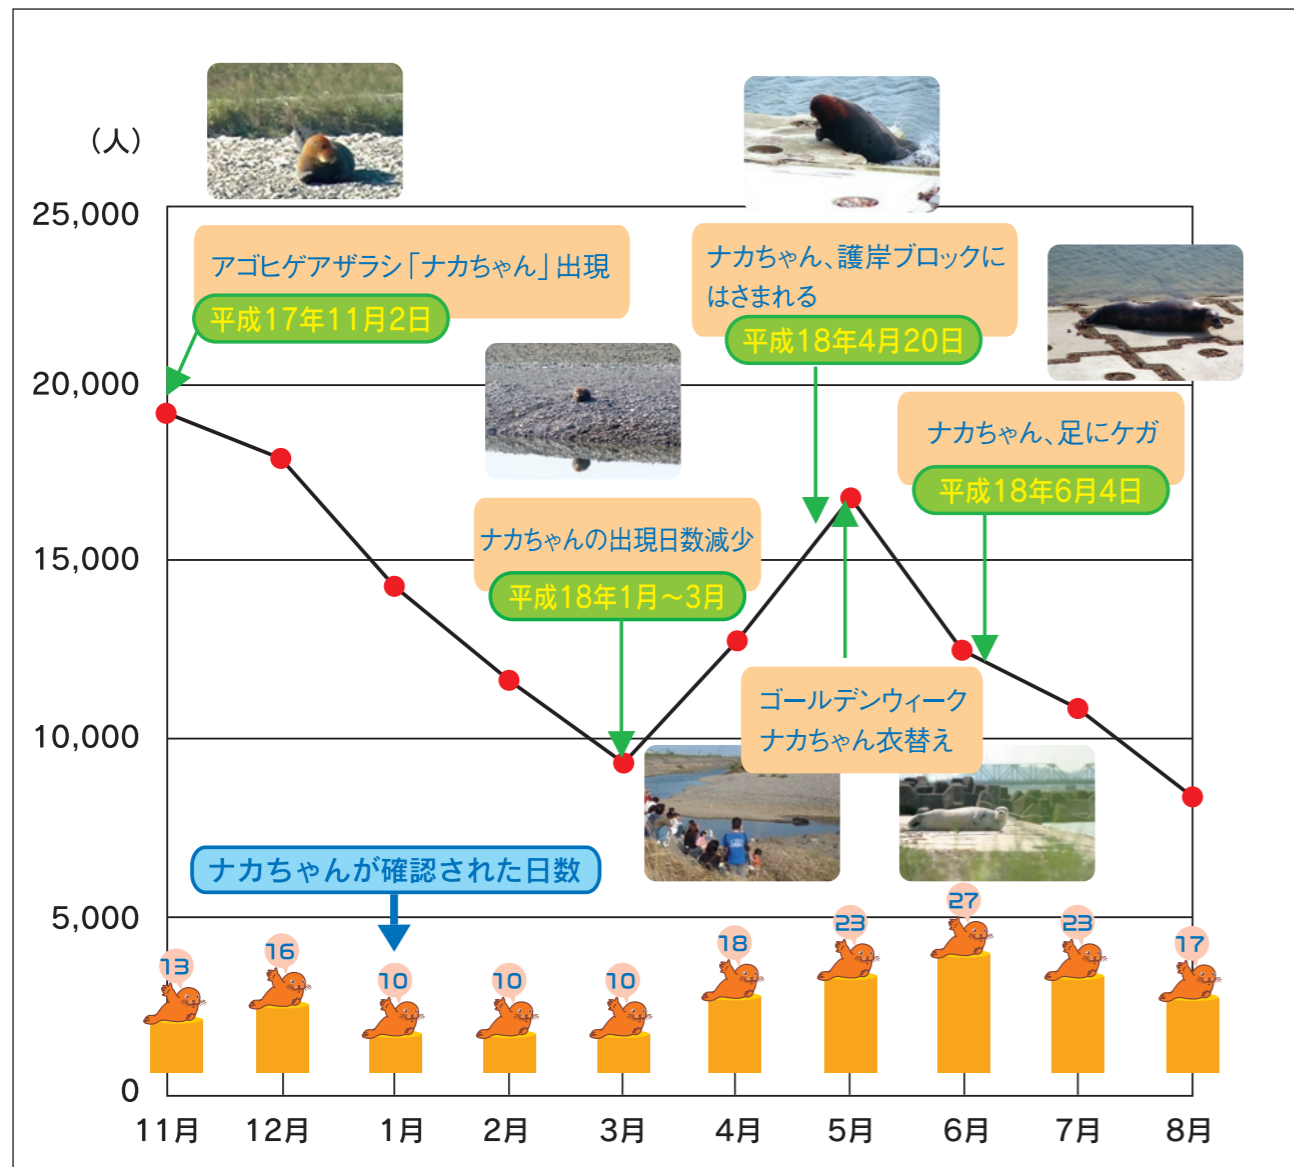 （人）
25,000
20,000
15,000
10,000
5,000
0
アゴヒゲアザラシ「ナカちゃん」出現
平成17年11月2日
ナカちゃん、護岸ブロックに
はさまれる
平成18年4月20日
ナカちゃん、足にケガ
平成18年6月4日
ナカちゃんの出現日数減少
平成18年1月～3月
ゴールデンウィーク
ナカちゃん衣替え
ナカちゃんが確認された日数
13 16 10 10 10 18 23 27 23 17
11月 12月 1月 2月 3月 4月 5月 6月 7月 8月